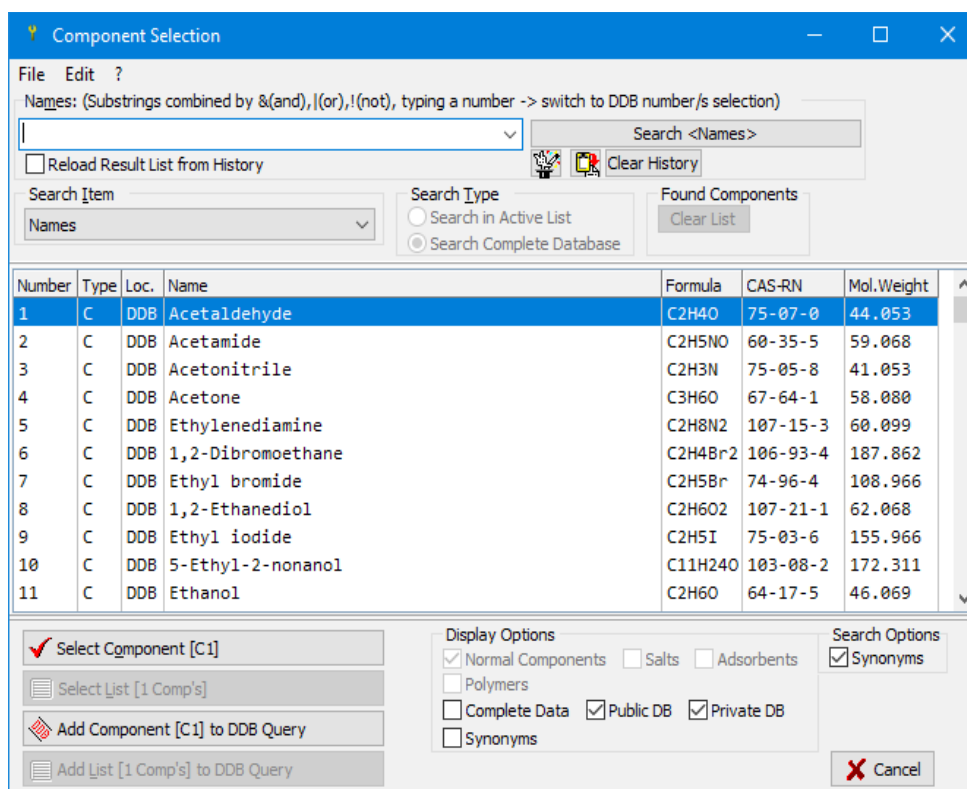 Component Selection
File Edit ?
Names: (Substrings combined by &(and),|(or),!(not), typing a number -> switch to DDB number/s selection)
Search <Names>
Reload Result List from History Clear History
Search Item Search Type Found Components
Names Search in Active List Clear List
Search Complete Database
Number Type Loc. Name Formula CAS-RN Mol.Weight
1 C DDB Acetaldehyde C2H4O 75-07-0 44.053
2 C DDB Acetamide C2H5NO 60-35-5 59.068
3 C DDB Acetonitrile C2H3N 75-05-8 41.053
4 C DDB Acetone C3H6O 67-64-1 58.080
5 C DDB Ethylenediamine C2H8N2 107-15-3 60.099
6 C DDB 1,2-Dibromoethane C2H4Br2 106-93-4 187.862
7 C DDB Ethyl bromide C2H5Br 74-96-4 108.966
8 C DDB 1,2-Ethanediol C2H6O2 107-21-1 62.068
9 C DDB Ethyl iodide C2H5I 75-03-6 155.966
10 C DDB 5-Ethyl-2-nonanol C11H24O 103-08-2 172.311
11 C DDB Ethanol C2H6O 64-17-5 46.069
Display Options Search Options
Select Component [C1] Normal Components Salts Adsorbents Synonyms
Select List [1 Comp's] Polymers
Complete Data Public DB Private DB
Add Component [C1] to DDB Query Synonyms
Add List [1 Comp's] to DDB Query Cancel